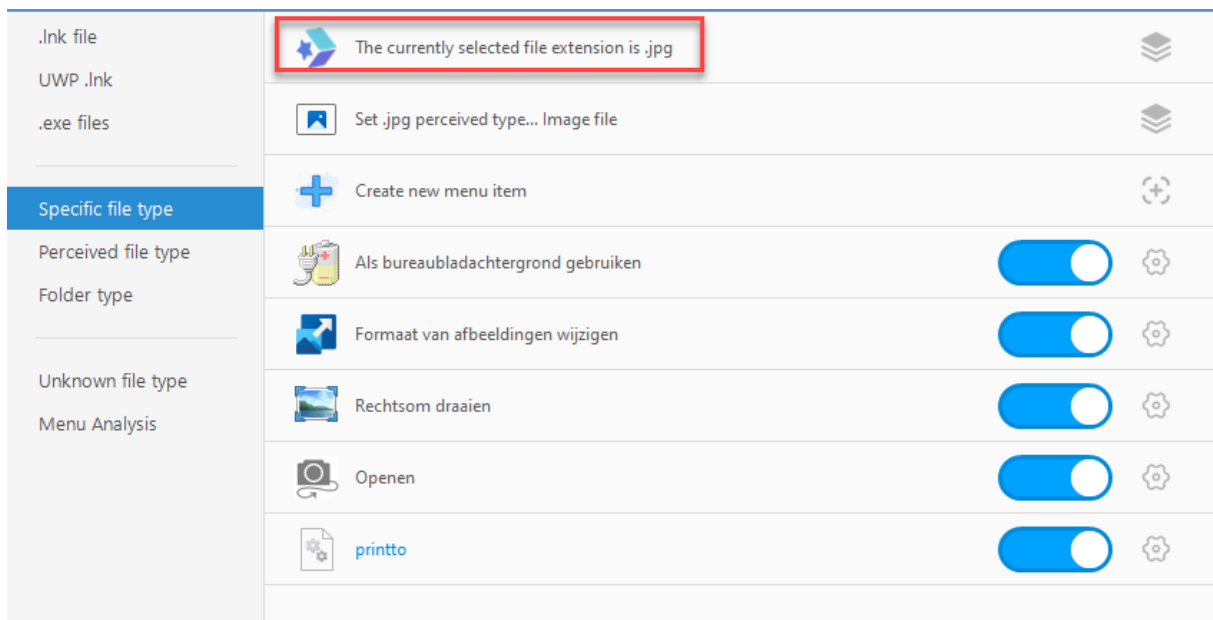 .lnk file
UWP .lnk
.exe files
Specific file type
Perceived file type
Folder type
Unknown file type
Menu Analysis
The currently selected file extension is .jpg
Set .jpg perceived type... Image file
Create new menu item
Als bureaubladachtergrond gebruiken
Formaat van afbeeldingen wijzigen
Rechtsom draaien
Openen
printto